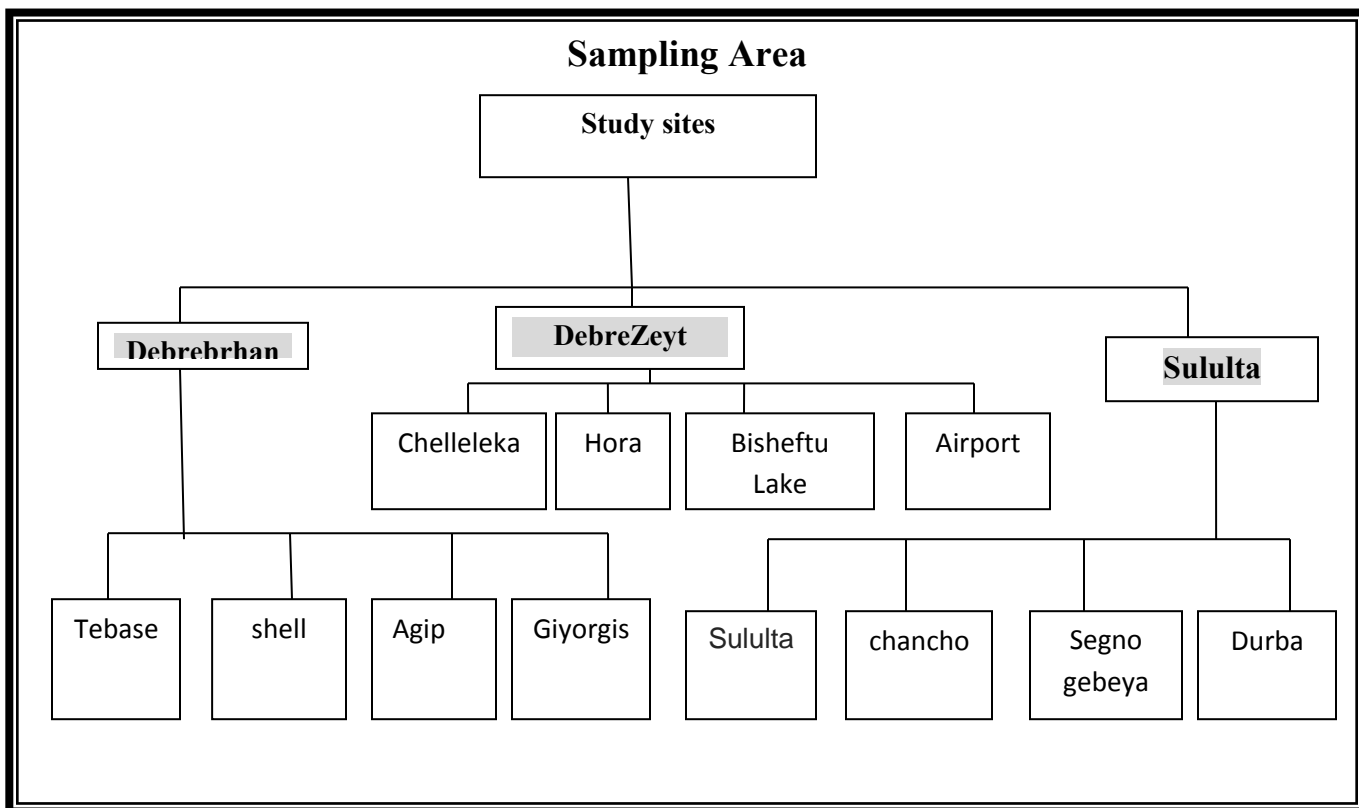 Sampling Area
Study sites
Debrebrhan
DebreZeyt
Sululta
Chelleleka
Hora
Bisheftu
Lake
Airport
Tebase
shell
Agip
Giyorgis
Sululta
chancho
Segno
gebeya
Durba